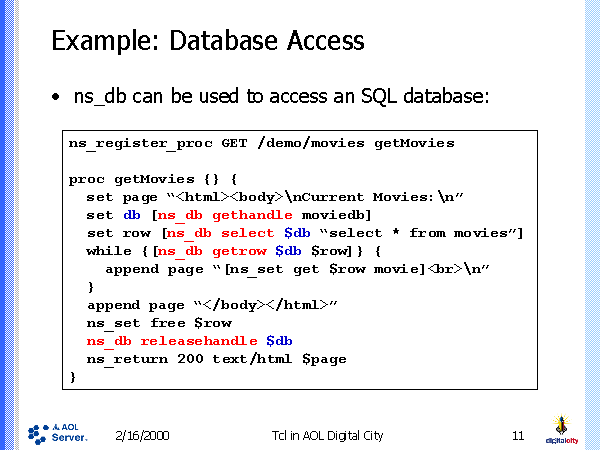 Example: Database Access
• ns_db can be used to access an SQL database:
ns_register_proc GET /demo/movies getMovies
proc getMovies {} {
set page “<html><body>\nCurrent Movies:\n”
set db [ns_db gethandle moviedb]
set row [ns_db select $db “select * from movies”]
while {[ns_db getrow $db $row]} {
append page “[ns_set get $row movie]<br>\n”
}
append page “</body></html>”
ns_set free $row
ns_db releasehandle $db
ns_return 200 text/html $page
}
AOL
Server.
2/16/2000
Tcl in AOL Digital City
11
digitalcity